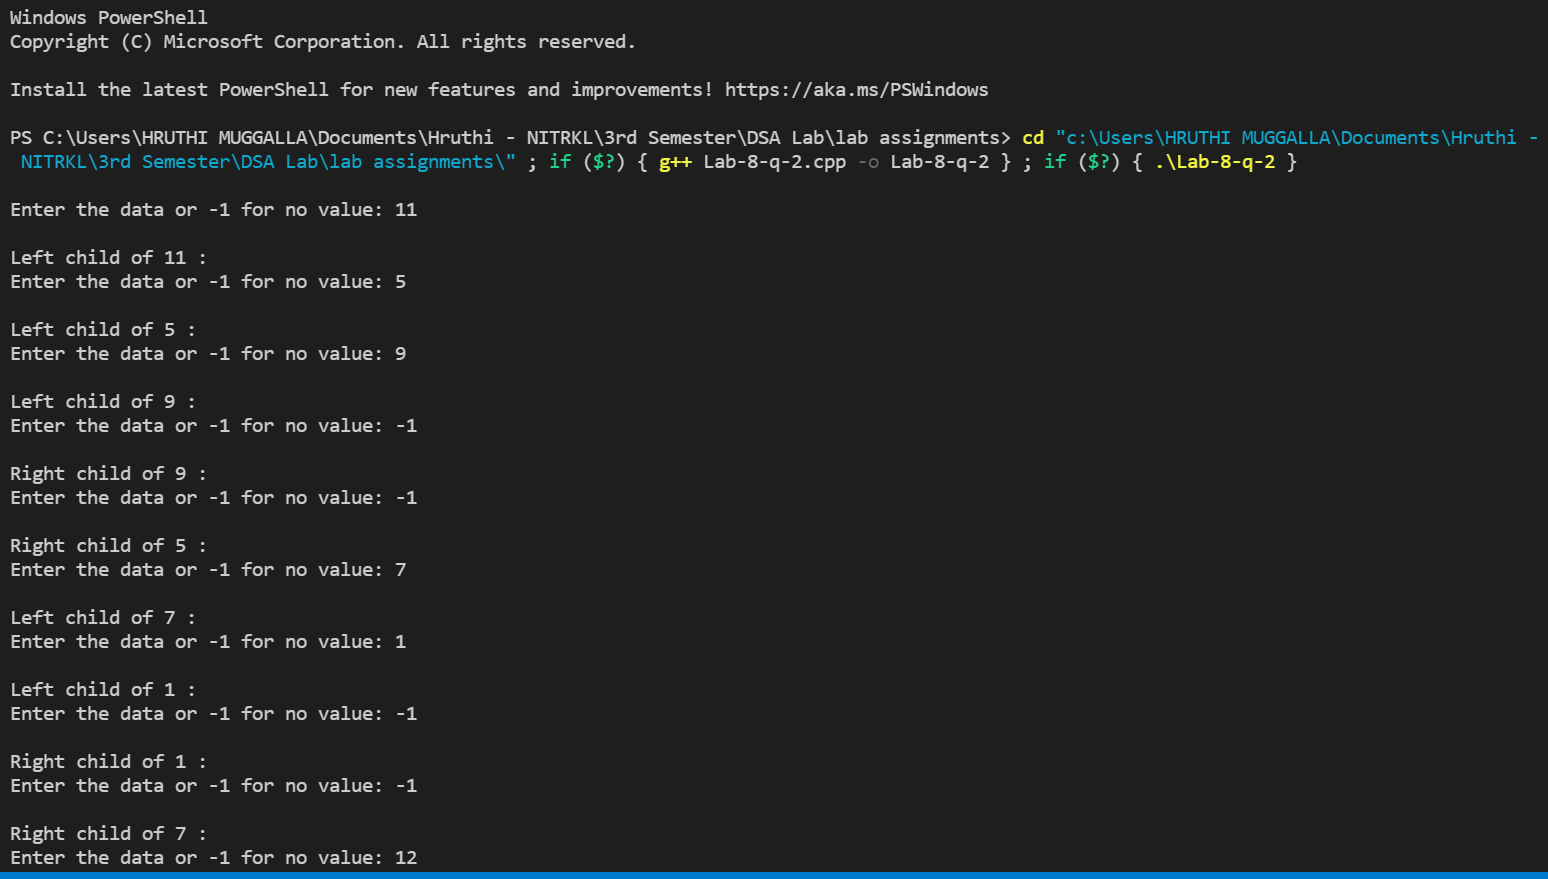 Windows PowerShell
Copyright (C) Microsoft Corporation. All rights reserved.
Install the latest PowerShell for new features and improvements! https://aka.ms/PSWindows
PS C:\Users\HRUTHI MUGGALLA\Documents\Hruthi - NITRKL\3rd Semester\DSA Lab\lab assignments> cd "c:\Users\HRUTHI MUGGALLA\Documents\Hruthi -
NITRKL\3rd Semester\DSA Lab\lab assignments\" ; if ($?) { g++ Lab-8-q-2.cpp -o Lab-8-q-2 } ; if ($?) { .\Lab-8-q-2 }
Enter the data or -1 for no value: 11
Left child of 11 :
Enter the data or -1 for no value: 5
Left child of 5 :
Enter the data or -1 for no value: 9
Left child of 9 :
Enter the data or -1 for no value: -1
Right child of 9 :
Enter the data or -1 for no value: -1
Right child of 5 :
Enter the data or -1 for no value: 7
Left child of 7 :
Enter the data or -1 for no value: 1
Left child of 1 :
Enter the data or -1 for no value: -1
Right child of 1 :
Enter the data or -1 for no value: -1
Right child of 7 :
Enter the data or -1 for no value: 12